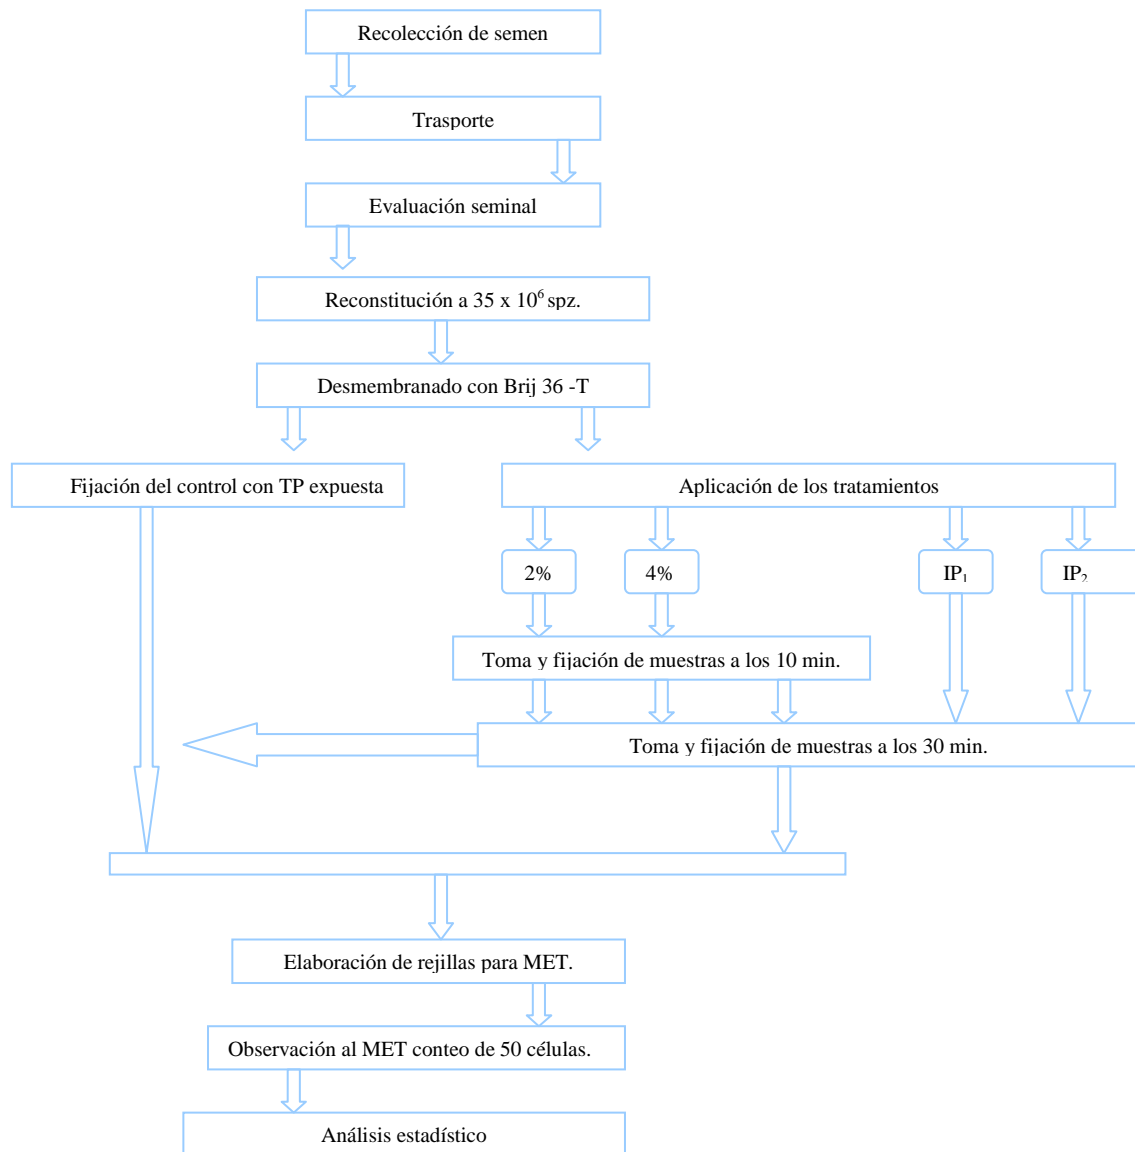 Recolección de semen
Trasporte
Evaluación seminal
Reconstitución a 35 x 10⁶ spz.
Desmembranado con Brij 36 -T
Fijación del control con TP expuesta
Aplicación de los tratamientos
2%
4%
IP₁
IP₂
Toma y fijación de muestras a los 10 min.
Toma y fijación de muestras a los 30 min.
Elaboración de rejillas para MET.
Observación al MET conteo de 50 células.
Análisis estadístico